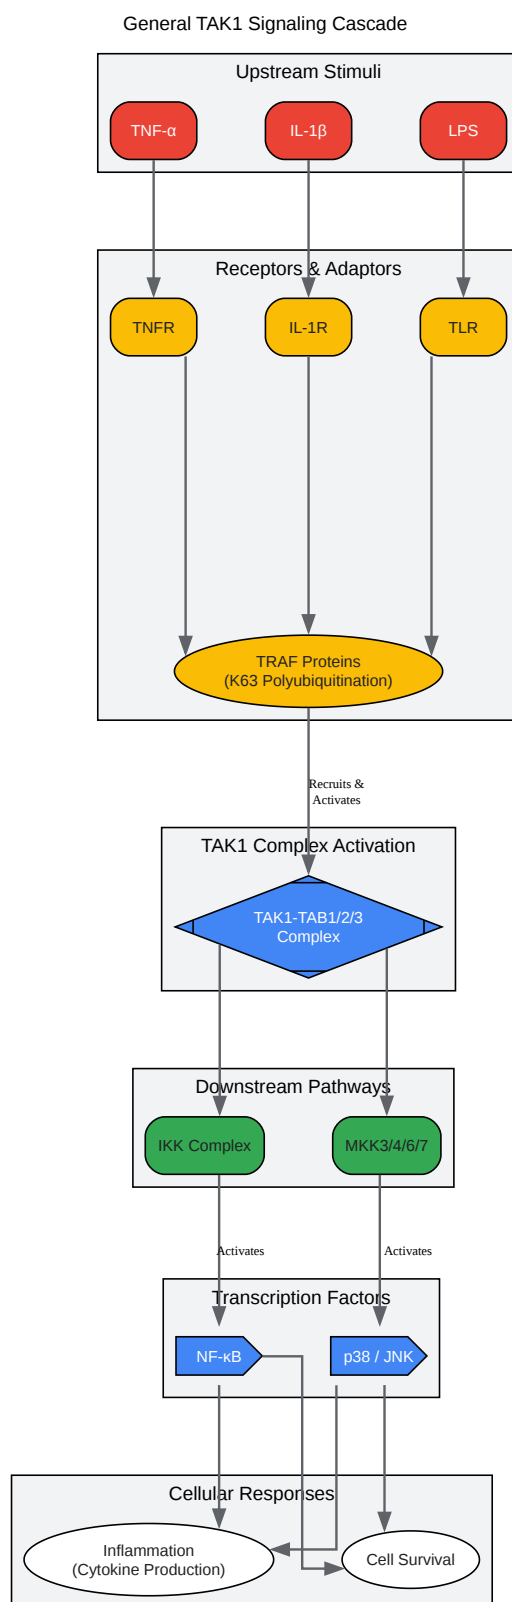 General TAK1 Signaling Cascade
Upstream Stimuli
TNF-α
IL-1β
LPS
Receptors & Adaptors
TNFR
IL-1R
TLR
TRAF Proteins
(K63 Polyubiquitination)
Recruits &
Activates
TAK1 Complex Activation
TAK1-TAB1/2/3
Complex
Downstream Pathways
IKK Complex
MKK3/4/6/7
Activates
Activates
Transcription Factors
NF-κB
p38 / JNK
Cellular Responses
Inflammation
(Cytokine Production)
Cell Survival